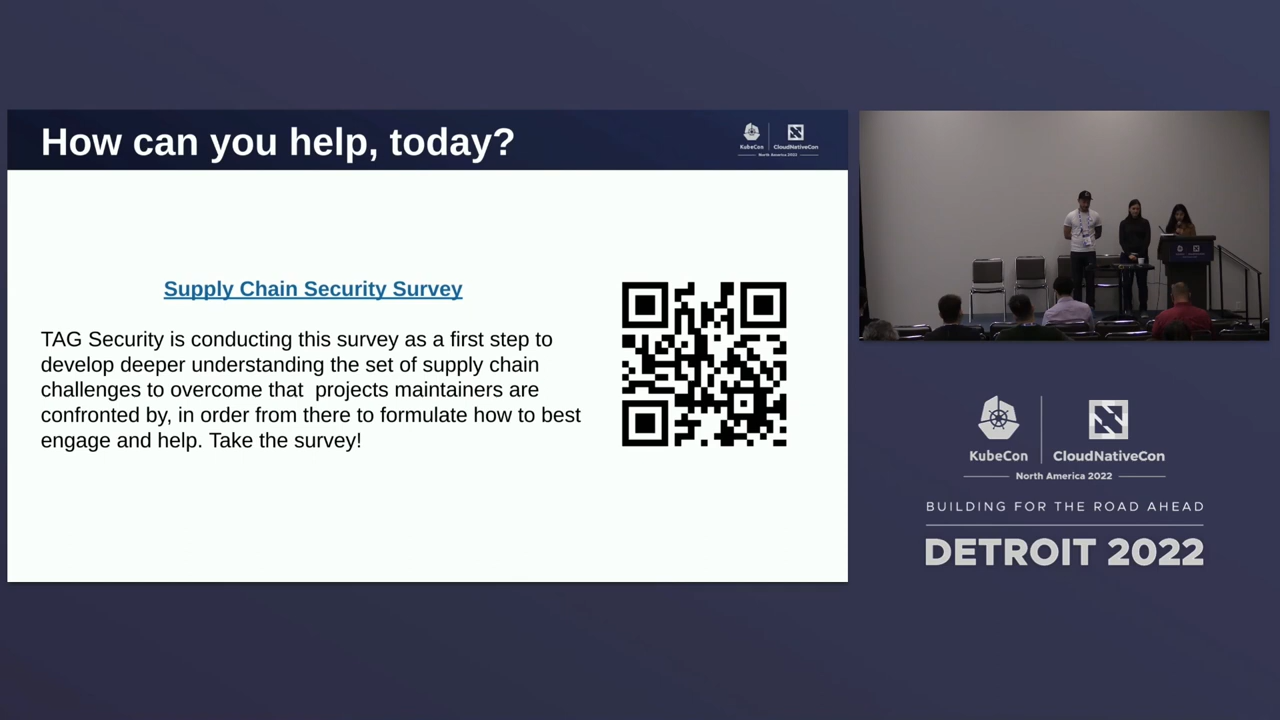 How can you help, today?
KubeCon
CloudNativeCon
North America 2022
Supply Chain Security Survey
TAG Security is conducting this survey as a first step to
develop deeper understanding the set of supply chain
challenges to overcome that  projects maintainers are
confronted by, in order from there to formulate how to best
engage and help. Take the survey!
KubeCon
CloudNativeCon
North America 2022
BUILDING FOR THE ROAD AHEAD
DETROIT 2022